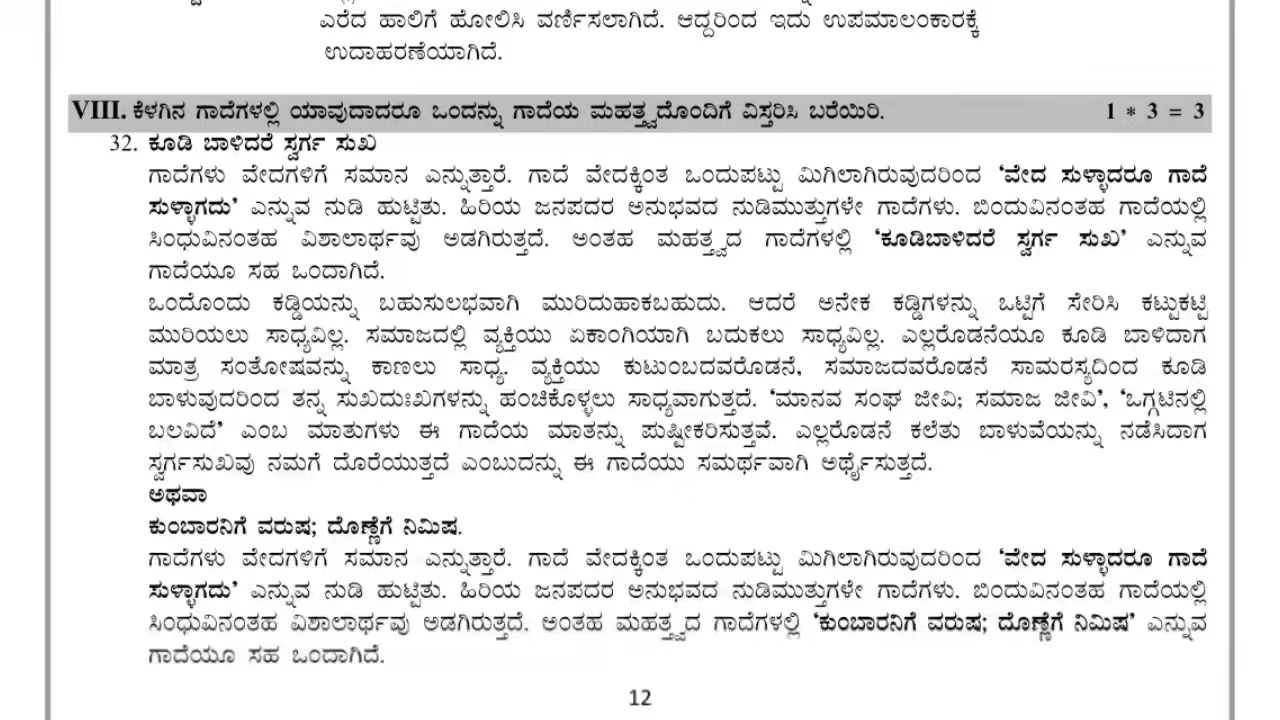 ಎರೆದ ಹಾಲಿಗೆ ಹೋಲಿಸಿ ವರ್ಣಿಸಲಾಗಿದೆ. ಆದ್ದರಿಂದ ಇದು ಉಪಮಾಲಂಕಾರಕ್ಕೆ
ಉದಾಹರಣೆಯಾಗಿದೆ.
VIII. ಕೆಳಗಿನ ಗಾದೆಗಳಲ್ಲಿ ಯಾವುದಾದರೂ ಒಂದನ್ನು ಗಾದೆಯ ಮಹತ್ತ್ವದೊಂದಿಗೆ ವಿಸ್ತರಿಸಿ ಬರೆಯಿರಿ. 1 * 3 = 3
32. ಕೂಡಿ ಬಾಳಿದರೆ ಸ್ವರ್ಗ ಸುಖ
ಗಾದೆಗಳು ವೇದಗಳಿಗೆ ಸಮಾನ ಎನ್ನುತ್ತಾರೆ. ಗಾದೆ ವೇದಕ್ಕಿಂತ ಒಂದುಪಟ್ಟು ಮಿಗಿಲಾಗಿರುವುದರಿಂದ ‘ವೇದ ಸುಳ್ಳಾದರೂ ಗಾದೆ
ಸುಳ್ಳಾಗದು’ ಎನ್ನುವ ನುಡಿ ಹುಟ್ಟಿತು. ಹಿರಿಯ ಜನಪದರ ಅನುಭವದ ನುಡಿಮುತ್ತುಗಳೇ ಗಾದೆಗಳು. ಬಿಂದುವಿನಂತಹ ಗಾದೆಯಲ್ಲಿ
ಸಿಂಧುವಿನಂತಹ ವಿಶಾಲಾರ್ಥವು ಅಡಗಿರುತ್ತದೆ. ಅಂತಹ ಮಹತ್ತ್ವದ ಗಾದೆಗಳಲ್ಲಿ ‘ಕೂಡಿಬಾಳಿದರೆ ಸ್ವರ್ಗ ಸುಖ’ ಎನ್ನುವ
ಗಾದೆಯೂ ಸಹ ಒಂದಾಗಿದೆ.
ಒಂದೊಂದು ಕಡ್ಡಿಯನ್ನು ಬಹುಸುಲಭವಾಗಿ ಮುರಿದುಹಾಕಬಹುದು. ಆದರೆ ಅನೇಕ ಕಡ್ಡಿಗಳನ್ನು ಒಟ್ಟಿಗೆ ಸೇರಿಸಿ ಕಟ್ಟುಕಟ್ಟಿ
ಮುರಿಯಲು ಸಾಧ್ಯವಿಲ್ಲ. ಸಮಾಜದಲ್ಲಿ ವ್ಯಕ್ತಿಯು ಏಕಾಂಗಿಯಾಗಿ ಬದುಕಲು ಸಾಧ್ಯವಿಲ್ಲ. ಎಲ್ಲರೊಡನೆಯೂ ಕೂಡಿ ಬಾಳಿದಾಗ
ಮಾತ್ರ ಸಂತೋಷವನ್ನು ಕಾಣಲು ಸಾಧ್ಯ. ವ್ಯಕ್ತಿಯು ಕುಟುಂಬದವರೊಡನೆ, ಸಮಾಜದವರೊಡನೆ ಸಾಮರಸ್ಯದಿಂದ ಕೂಡಿ
ಬಾಳುವುದರಿಂದ ತನ್ನ ಸುಖದುಃಖಗಳನ್ನು ಹಂಚಿಕೊಳ್ಳಲು ಸಾಧ್ಯವಾಗುತ್ತದೆ. ‘ಮಾನವ ಸಂಘ ಜೀವಿ; ಸಮಾಜ ಜೀವಿ’, ‘ಒಗ್ಗಟಿನಲ್ಲಿ
ಬಲವಿದೆ’ ಎಂಬ ಮಾತುಗಳು ಈ ಗಾದೆಯ ಮಾತನ್ನು ಪುಷ್ಟೀಕರಿಸುತ್ತವೆ. ಎಲ್ಲರೊಡನೆ ಕಲೆತು ಬಾಳುವೆಯನ್ನು ನಡೆಸಿದಾಗ
ಸ್ವರ್ಗಸುಖವು ನಮಗೆ ದೊರೆಯುತ್ತದೆ ಎಂಬುದನ್ನು ಈ ಗಾದೆಯು ಸಮರ್ಥವಾಗಿ ಅರ್ಥೈಸುತ್ತದೆ.
ಅಥವಾ
ಕುಂಬಾರನಿಗೆ ವರುಷ; ದೊಣ್ಣೆಗೆ ನಿಮಿಷ.
ಗಾದೆಗಳು ವೇದಗಳಿಗೆ ಸಮಾನ ಎನ್ನುತ್ತಾರೆ. ಗಾದೆ ವೇದಕ್ಕಿಂತ ಒಂದುಪಟ್ಟು ಮಿಗಿಲಾಗಿರುವುದರಿಂದ ‘ವೇದ ಸುಳ್ಳಾದರೂ ಗಾದೆ
ಸುಳ್ಳಾಗದು’ ಎನ್ನುವ ನುಡಿ ಹುಟ್ಟಿತು. ಹಿರಿಯ ಜನಪದರ ಅನುಭವದ ನುಡಿಮುತ್ತುಗಳೇ ಗಾದೆಗಳು. ಬಿಂದುವಿನಂತಹ ಗಾದೆಯಲ್ಲಿ
ಸಿಂಧುವಿನಂತಹ ವಿಶಾಲಾರ್ಥವು ಅಡಗಿರುತ್ತದೆ. ಅಂತಹ ಮಹತ್ತ್ವದ ಗಾದೆಗಳಲ್ಲಿ ‘ಕುಂಬಾರನಿಗೆ ವರುಷ; ದೊಣ್ಣೆಗೆ ನಿಮಿಷ’ ಎನ್ನುವ
ಗಾದೆಯೂ ಸಹ ಒಂದಾಗಿದೆ.
12